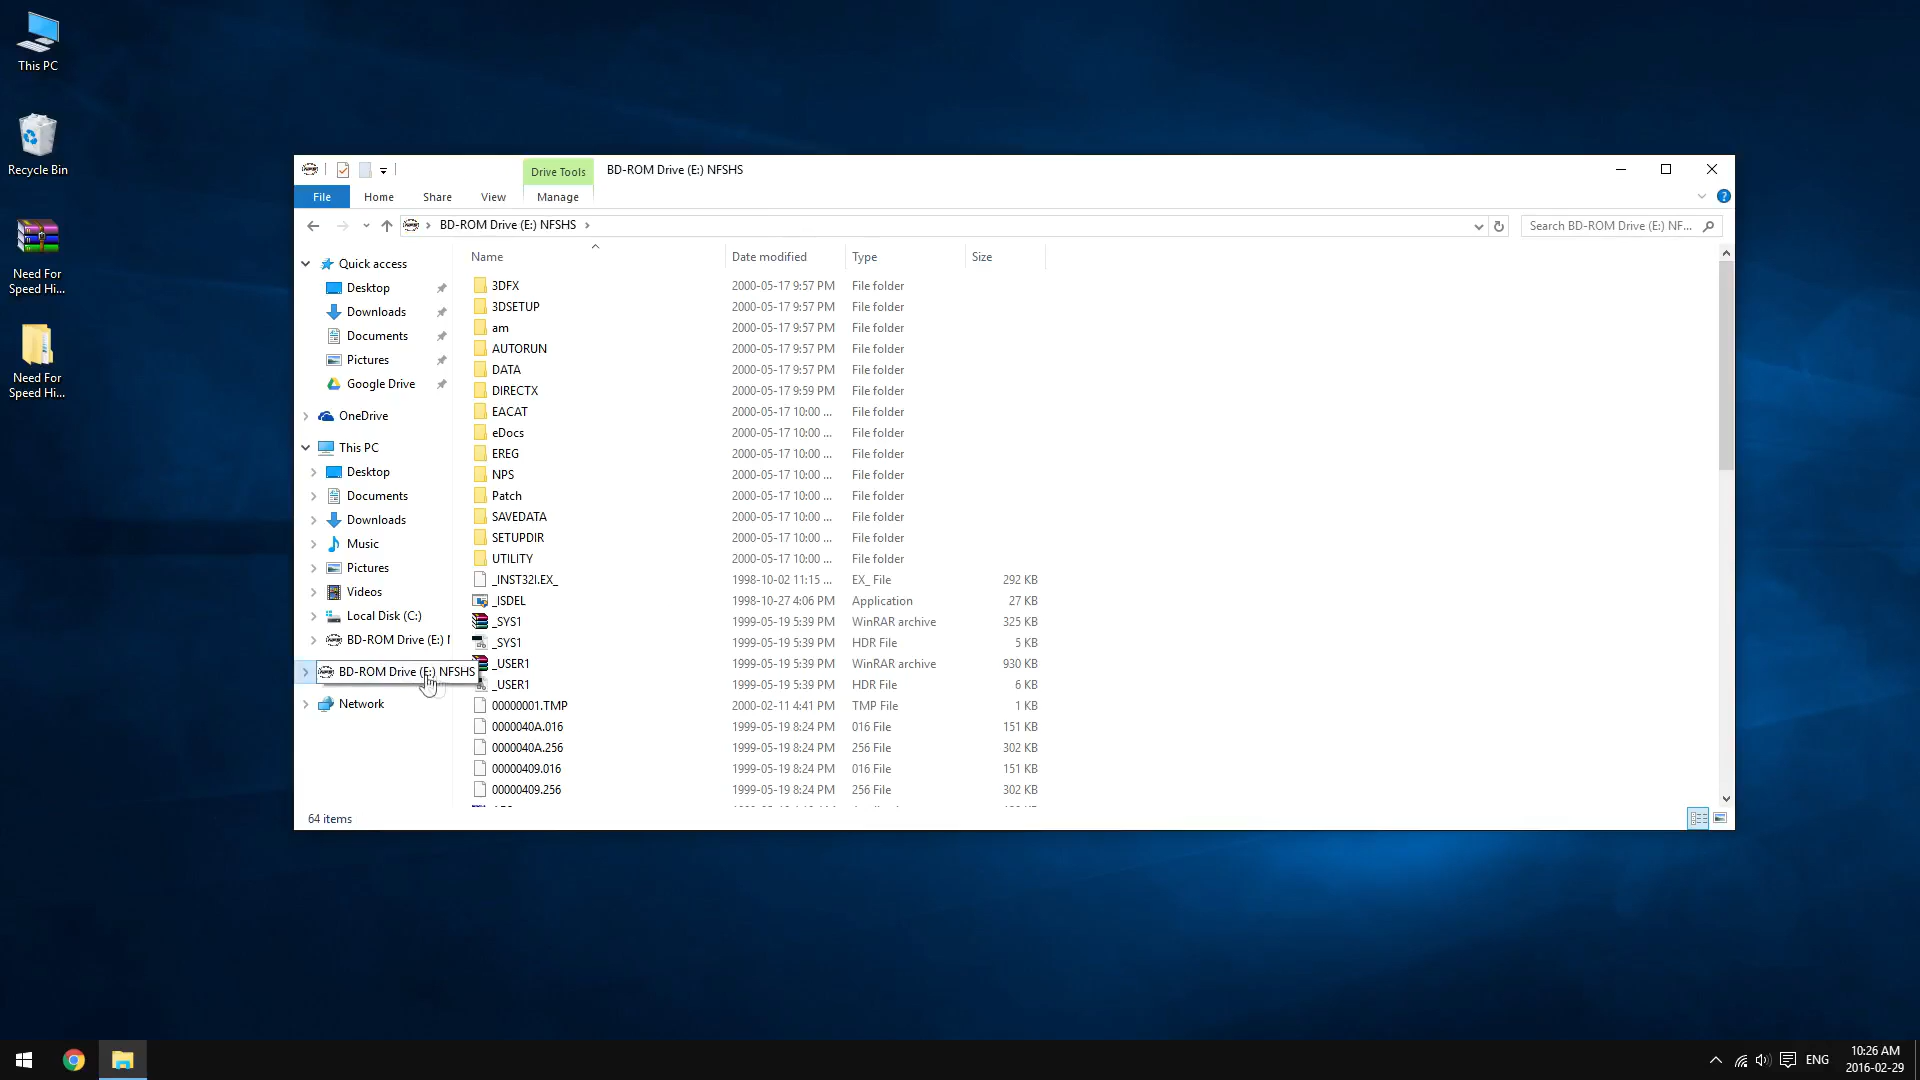 This PC
Recycle Bin
Need For
Speed Hi...
Need For
Speed Hi...
Drive Tools
BD-ROM Drive (E:) NFSHS
File
Home
Share
View
Manage
BD-ROM Drive (E:) NFSHS
Search BD-ROM Drive (E:) NF...
Quick access
Desktop
Downloads
Documents
Pictures
Google Drive
OneDrive
This PC
Desktop
Documents
Downloads
Music
Pictures
Videos
Local Disk (C:)
BD-ROM Drive (E:)
BD-ROM Drive (E:) NFSHS
Network
Name Date modified Type Size
3DFX 2000-05-17 9:57 PM File folder
3DSETUP 2000-05-17 9:57 PM File folder
am 2000-05-17 9:57 PM File folder
AUTORUN 2000-05-17 9:57 PM File folder
DATA 2000-05-17 9:57 PM File folder
DIRECTX 2000-05-17 9:59 PM File folder
EACAT 2000-05-17 10:00 ... File folder
eDocs 2000-05-17 10:00 ... File folder
EREG 2000-05-17 10:00 ... File folder
NPS 2000-05-17 10:00 ... File folder
Patch 2000-05-17 10:00 ... File folder
SAVEDATA 2000-05-17 10:00 ... File folder
SETUPDIR 2000-05-17 10:00 ... File folder
UTILITY 2000-05-17 10:00 ... File folder
_INST32I.EX_ 1998-10-02 11:15 ... EX_ File 292 KB
_ISDEL 1998-10-27 4:06 PM Application 27 KB
_SYS1 1999-05-19 5:39 PM WinRAR archive 325 KB
_SYS1 1999-05-19 5:39 PM HDR File 5 KB
_USER1 1999-05-19 5:39 PM WinRAR archive 930 KB
_USER1 1999-05-19 5:39 PM HDR File 6 KB
00000001.TMP 2000-02-11 4:41 PM TMP File 1 KB
0000040A.016 1999-05-19 8:24 PM 016 File 151 KB
0000040A.256 1999-05-19 8:24 PM 256 File 302 KB
00000409.016 1999-05-19 8:24 PM 016 File 151 KB
00000409.256 1999-05-19 8:24 PM 256 File 302 KB
64 items
ENG
10:26 AM
2016-02-29